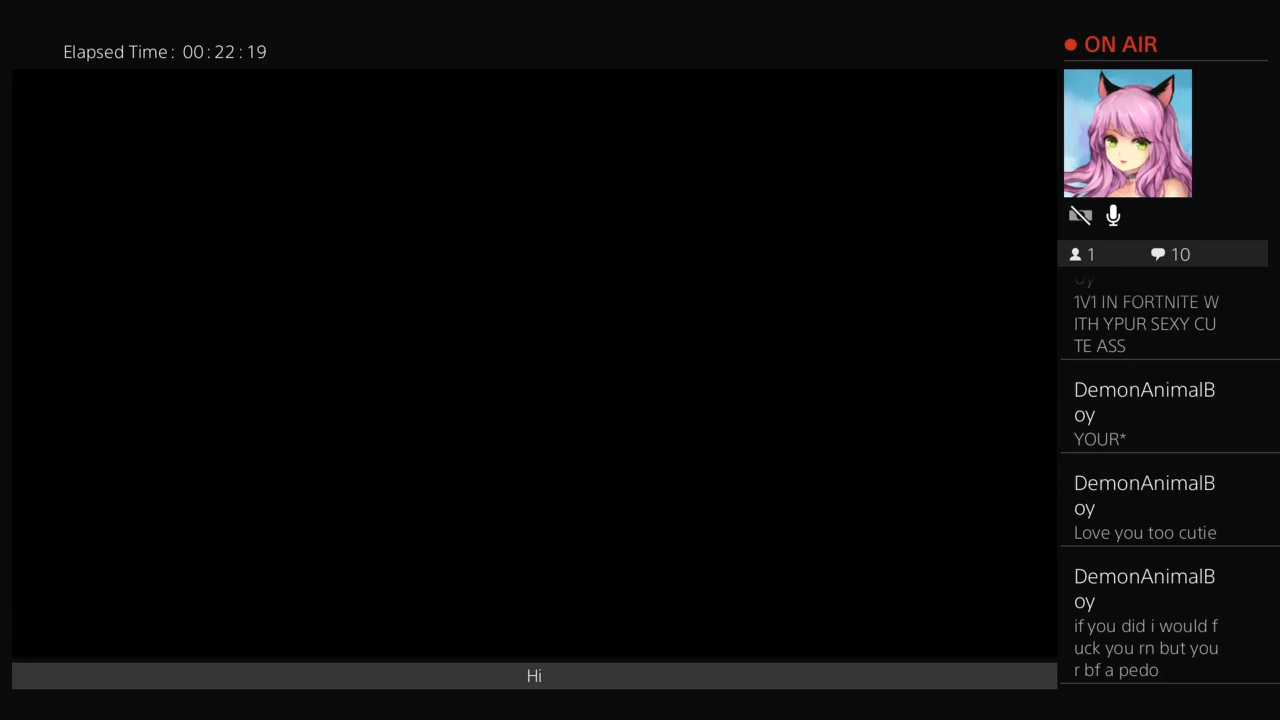 Elapsed Time: 00:22:19
ON AIR
1
10
1V1 IN FORTNITE W
ITH YPUR SEXY CU
TE ASS
DemonAnimalB
oy
YOUR*
DemonAnimalB
oy
Love you too cutie
DemonAnimalB
oy
if you did i would f
uck you rn but you
r bf a pedo
Hi